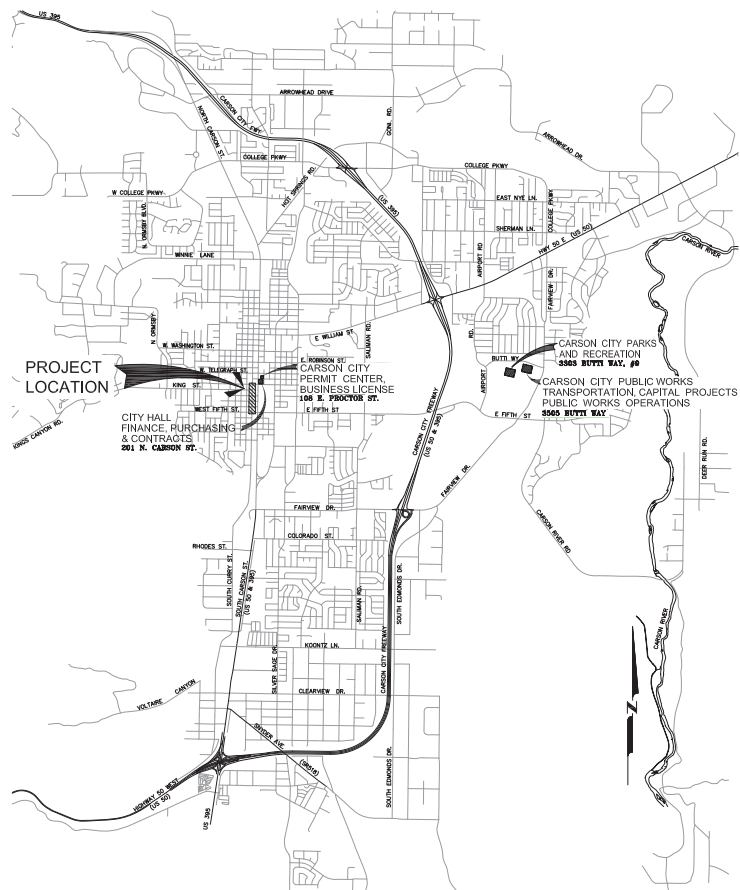 US 395
ARROWHEAD DRIVE
CARSON CITY FWY
GONI RD.
NORTH CARSON ST.
ARROWHEAD DR.
COLLEGE PKWY
COLLEGE PKWY
HOT SPRINGS RD.
W COLLEGE PKWY
(US 395)
EAST NYE LN.
COLLEGE PKWY
N. ORMSBY BLVD.
SHERMAN LN.
HWY 50 E (US 50)
CARSON RIVER
WINNIE LANE
AIRPORT RD
FAIRVIEW DR.
N ORMSBY
E WILLIAM ST.
SALIMAN RD.
RD.
W. WASHINGTON ST.
CARSON CITY PARKS
AND RECREATION
3303 BUTTI WAY, #9
BUTTI WY
E. ROBINSON ST.
PROJECT
LOCATION
W. TELEGRAPH ST.
CARSON CITY
PERMIT CENTER,
BUSINESS LICENSE
108 E. PROCTOR ST.
KING ST.
AIRPORT
CARSON CITY PUBLIC WORKS
TRANSPORTATION, CAPITAL PROJECTS
PUBLIC WORKS OPERATIONS
3505 BUTTI WAY
WEST FIFTH ST.
E FIFTH ST
E FIFTH ST
CITY HALL
FINANCE, PURCHASING
& CONTRACTS
201 N. CARSON ST.
KINGS CANYON RD.
CARSON CITY FREEWAY
(US 50 & 395)
DEER RUN RD.
FAIRVIEW DR.
FAIRVIEW DR.
COLORADO ST.
CARSON RIVER RD
RHODES ST.
SOUTH CURRY ST.
SOUTH CARSON ST.
(US 50 & 395)
SALIMAN RD.
SOUTH EDMONDS DR.
CARSON RIVER
KOONTZ LN.
SILVER SAGE DR.
CARSON CITY FREEWAY
CLEARVIEW DR.
VOLTAIRE CANYON
N
SNYDER AVE.
(SR518)
SOUTH EDMONDS DR.
HIGHWAY 50 WEST
(US 50)
US 395